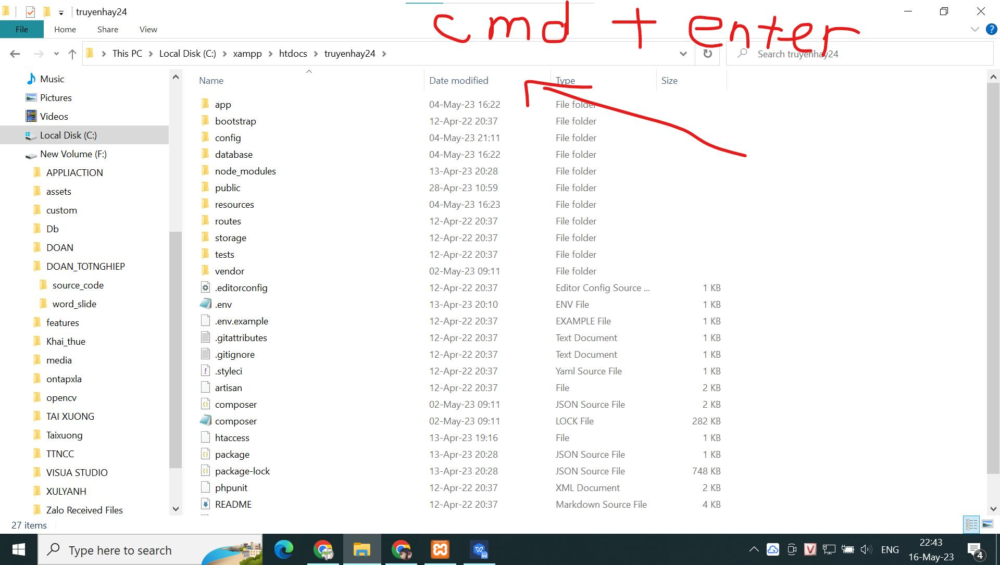 truyenhay24
cmd + enter
File Home Share View
This PC Local Disk (C:) xampp htdocs truyenhay24
Search truyenhay24
Music
Pictures
Videos
Local Disk (C:)
New Volume (F:)
APPLIACTION
assets
custom
Db
DOAN
DOAN_TOTNGHIEP
source_code
word_slide
features
Khai_thue
media
ontapxla
opencv
TAI XUONG
Taixuong
TTNCC
VISUA STUDIO
XULYANH
Zalo Received Files
Name Date modified Type Size
app 04-May-23 16:22 File folder
bootstrap 12-Apr-22 20:37 File folder
config 04-May-23 21:11 File folder
database 04-May-23 16:22 File folder
node_modules 13-Apr-23 20:28 File folder
public 28-Apr-23 10:59 File folder
resources 04-May-23 16:23 File folder
routes 12-Apr-22 20:37 File folder
storage 12-Apr-22 20:37 File folder
tests 12-Apr-22 20:37 File folder
vendor 02-May-23 09:11 File folder
.editorconfig 12-Apr-22 20:37 Editor Config Source ... 1 KB
.env 13-Apr-23 20:10 ENV File 1 KB
.env.example 12-Apr-22 20:37 EXAMPLE File 1 KB
.gitattributes 12-Apr-22 20:37 Text Document 1 KB
.gitignore 12-Apr-22 20:37 Text Document 1 KB
.styleci 12-Apr-22 20:37 Yaml Source File 1 KB
artisan 12-Apr-22 20:37 File 2 KB
composer 02-May-23 09:11 JSON Source File 2 KB
composer 02-May-23 09:11 LOCK File 282 KB
htaccess 13-Apr-23 19:16 File 1 KB
package 13-Apr-23 20:28 JSON Source File 1 KB
package-lock 13-Apr-23 20:28 JSON Source File 748 KB
phpunit 12-Apr-22 20:37 XML Document 2 KB
README 12-Apr-22 20:37 Markdown Source File 4 KB
27 items
Type here to search
ENG
22:43
16-May-23
4